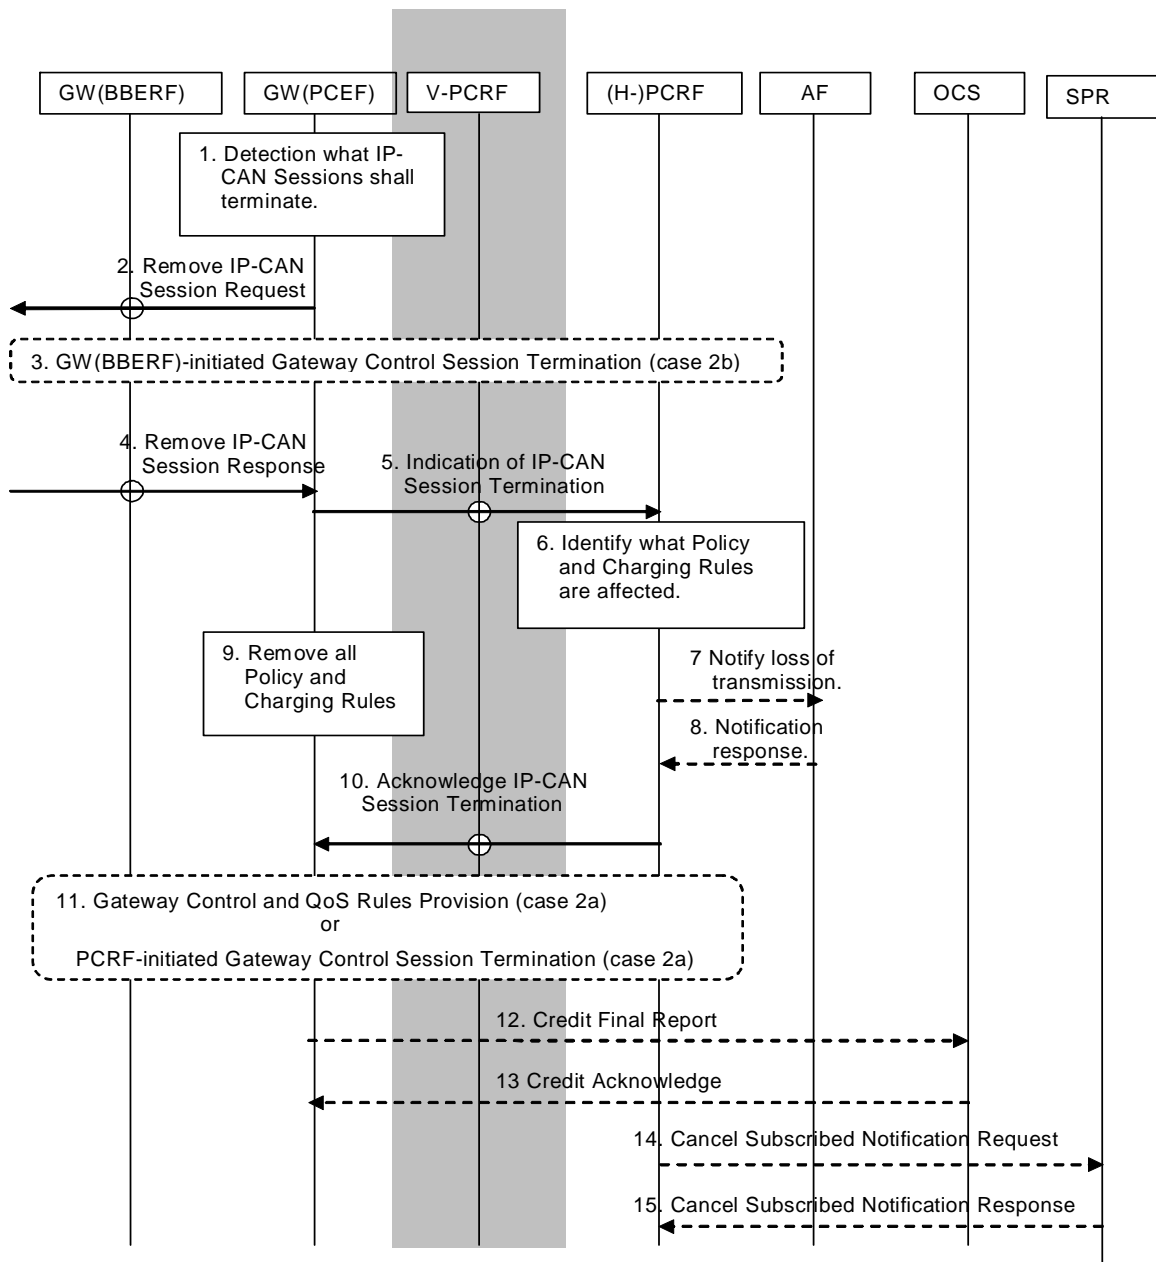 GW(BBERF)
GW(PCEF)
V-PCRF
(H-)PCRF
AF
OCS
SPR
1. Detection what IP-
CAN Sessions shall
terminate.
2. Remove IP-CAN
Session Request
3. GW(BBERF)-initiated Gateway Control Session Termination (case 2b)
4. Remove IP-CAN
Session Response
5. Indication of IP-CAN
Session Termination
6. Identify what Policy
and Charging Rules
are affected.
9. Remove all
Policy and
Charging Rules
7 Notify loss of
transmission.
8. Notification
response.
10. Acknowledge IP-CAN
Session Termination
11. Gateway Control and QoS Rules Provision (case 2a)
or
PCRF-initiated Gateway Control Session Termination (case 2a)
12. Credit Final Report
13 Credit Acknowledge
14. Cancel Subscribed Notification Request
15. Cancel Subscribed Notification Response